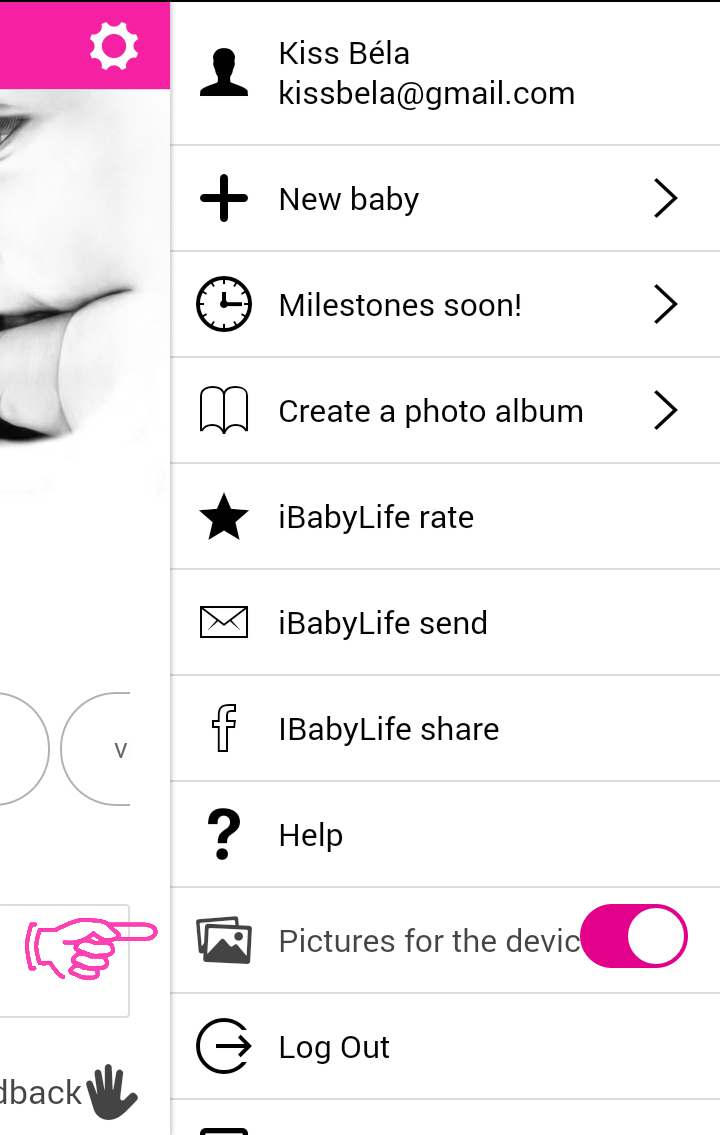 Kiss Béla
kissbela@gmail.com
New baby
Milestones soon!
Create a photo album
iBabyLife rate
iBabyLife send
IBabyLife share
v
Help
Pictures for the devic
Log Out
dback